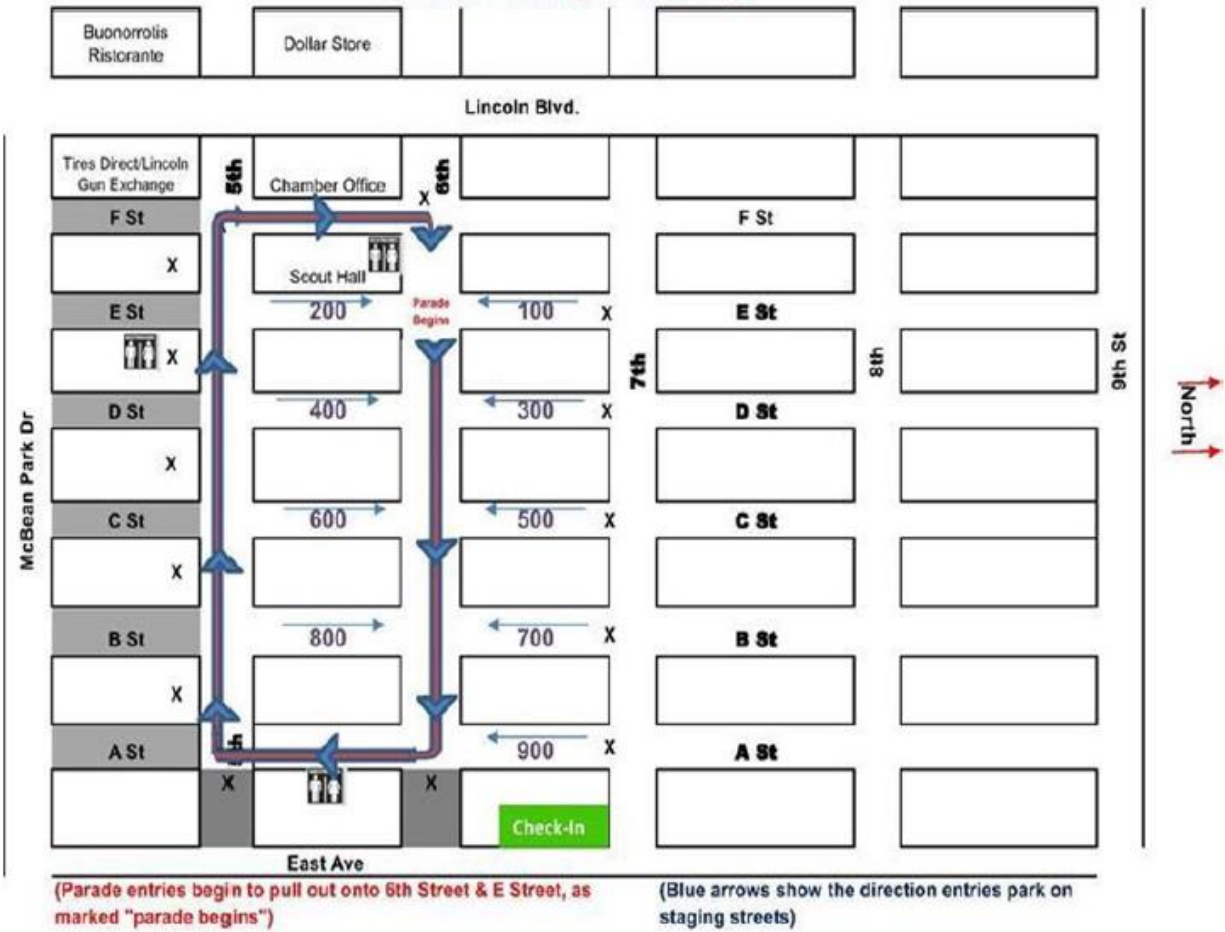 Buonorrotis
Ristorante
Dollar Store
Lincoln Blvd.
Tires Direct/Lincoln
Gun Exchange
5th
Chamber Office
6th
X
F St
F St
X
Scout Hall
E St
200
Parade
Begins
100
X
E St
X
7th
8th
9th St
North
D St
400
300
X
D St
McBean Park Dr
X
C St
600
500
X
C St
X
B St
800
700
X
B St
X
A St
900
X
A St
X
X
Check-In
East Ave
(Parade entries begin to pull out onto 6th Street & E Street, as
marked "parade begins")
(Blue arrows show the direction entries park on
staging streets)